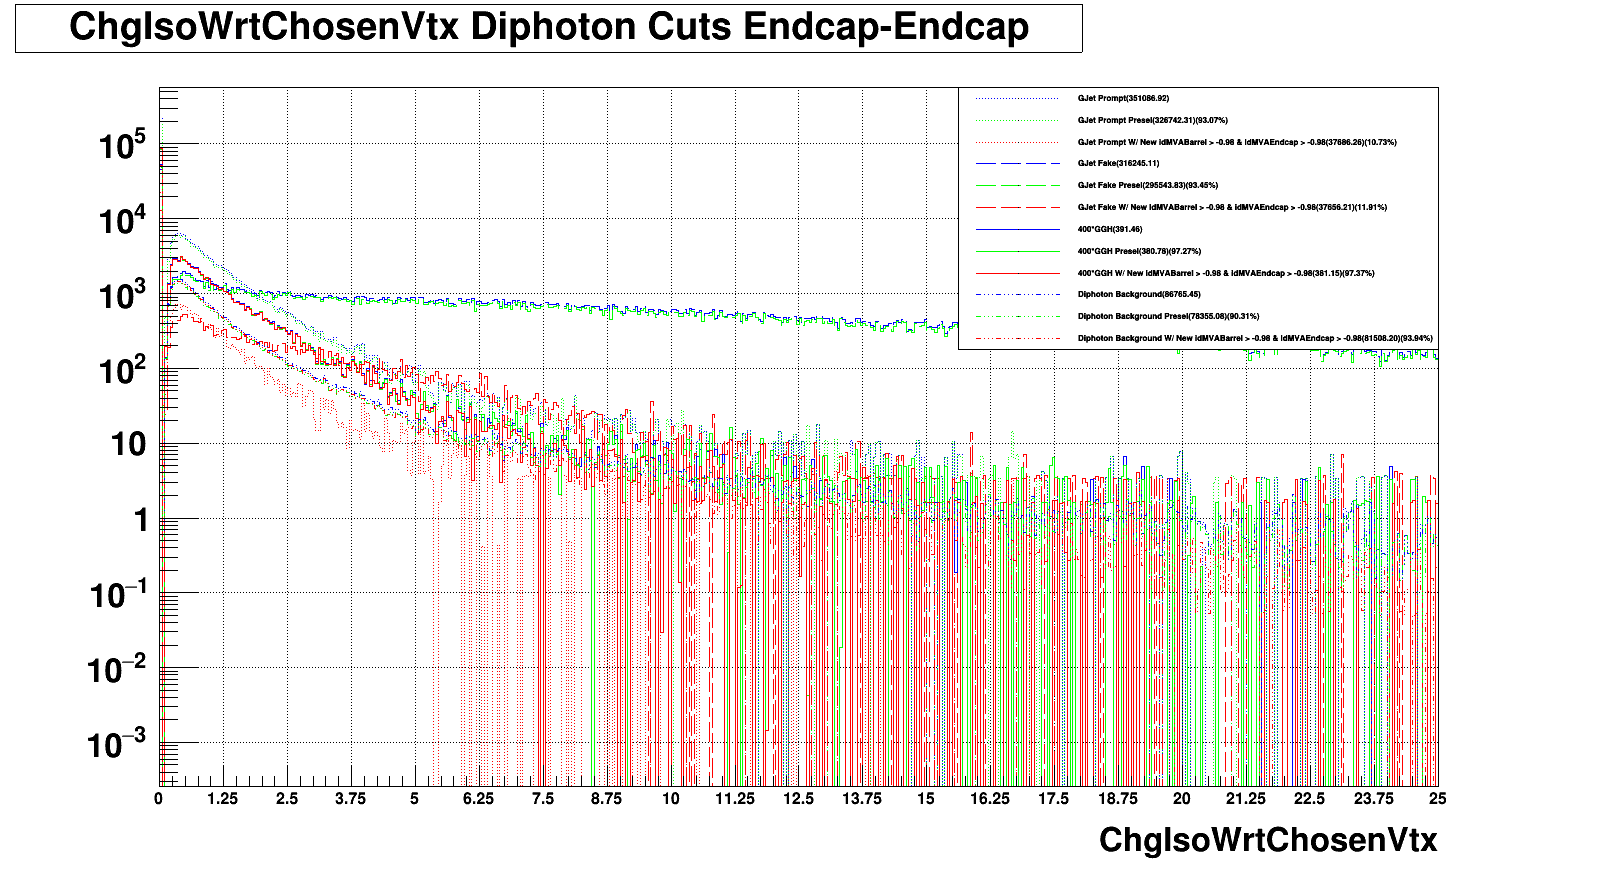 ChgIsoWrtChosenVtx Diphoton Cuts Endcap-Endcap
GJet Prompt(351086.92)
GJet Prompt Presel(326742.31)(93.07%)
GJet Prompt W/ New IdMVABarrel > -0.98 & IdMVAEndcap > -0.98(37686.26)(10.73%)
GJet Fake(316245.11)
GJet Fake Presel(295543.83)(93.45%)
GJet Fake W/ New IdMVABarrel > -0.98 & IdMVAEndcap > -0.98(37656.21)(11.91%)
400*GGH(391.46)
400*GGH Presel(380.78)(97.27%)
400*GGH W/ New IdMVABarrel > -0.98 & IdMVAEndcap > -0.98(381.15)(97.37%)
Diphoton Background(86765.45)
Diphoton Background Presel(78355.08)(90.31%)
Diphoton Background W/ New IdMVABarrel > -0.98 & IdMVAEndcap > -0.98(81508.20)(93.94%)
10^5
10^4
10^3
10^2
10
1
10^-1
10^-2
10^-3
0 1.25 2.5 3.75 5 6.25 7.5 8.75 10 11.25 12.5 13.75 15 16.25 17.5 18.75 20 21.25 22.5 23.75 25
ChgIsoWrtChosenVtx